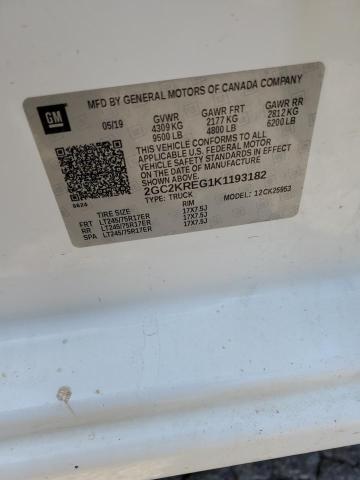 MFD BY GENERAL MOTORS OF CANADA COMPANY
GM
05/19 GVWR GAWR FRT GAWR RR
4309 KG 2177 KG 2812 KG
9500 LB 4800 LB 6200 LB
THIS VEHICLE CONFORMS TO ALL APPLICABLE
U.S. FEDERAL MOTOR VEHICLE SAFETY
STANDARDS IN EFFECT ON THE
DATE OF MANUFACTURE
SHOWN ABOVE.
2GC2KREG1K1193182
TYPE: TRUCK MODEL: 12CK25953
0624
TIRE SIZE RIM
FRT LT245/75R17ER 17X7.5J
RR LT245/75R17ER 17X7.5J
SPA LT245/75R17ER 17X7.5J